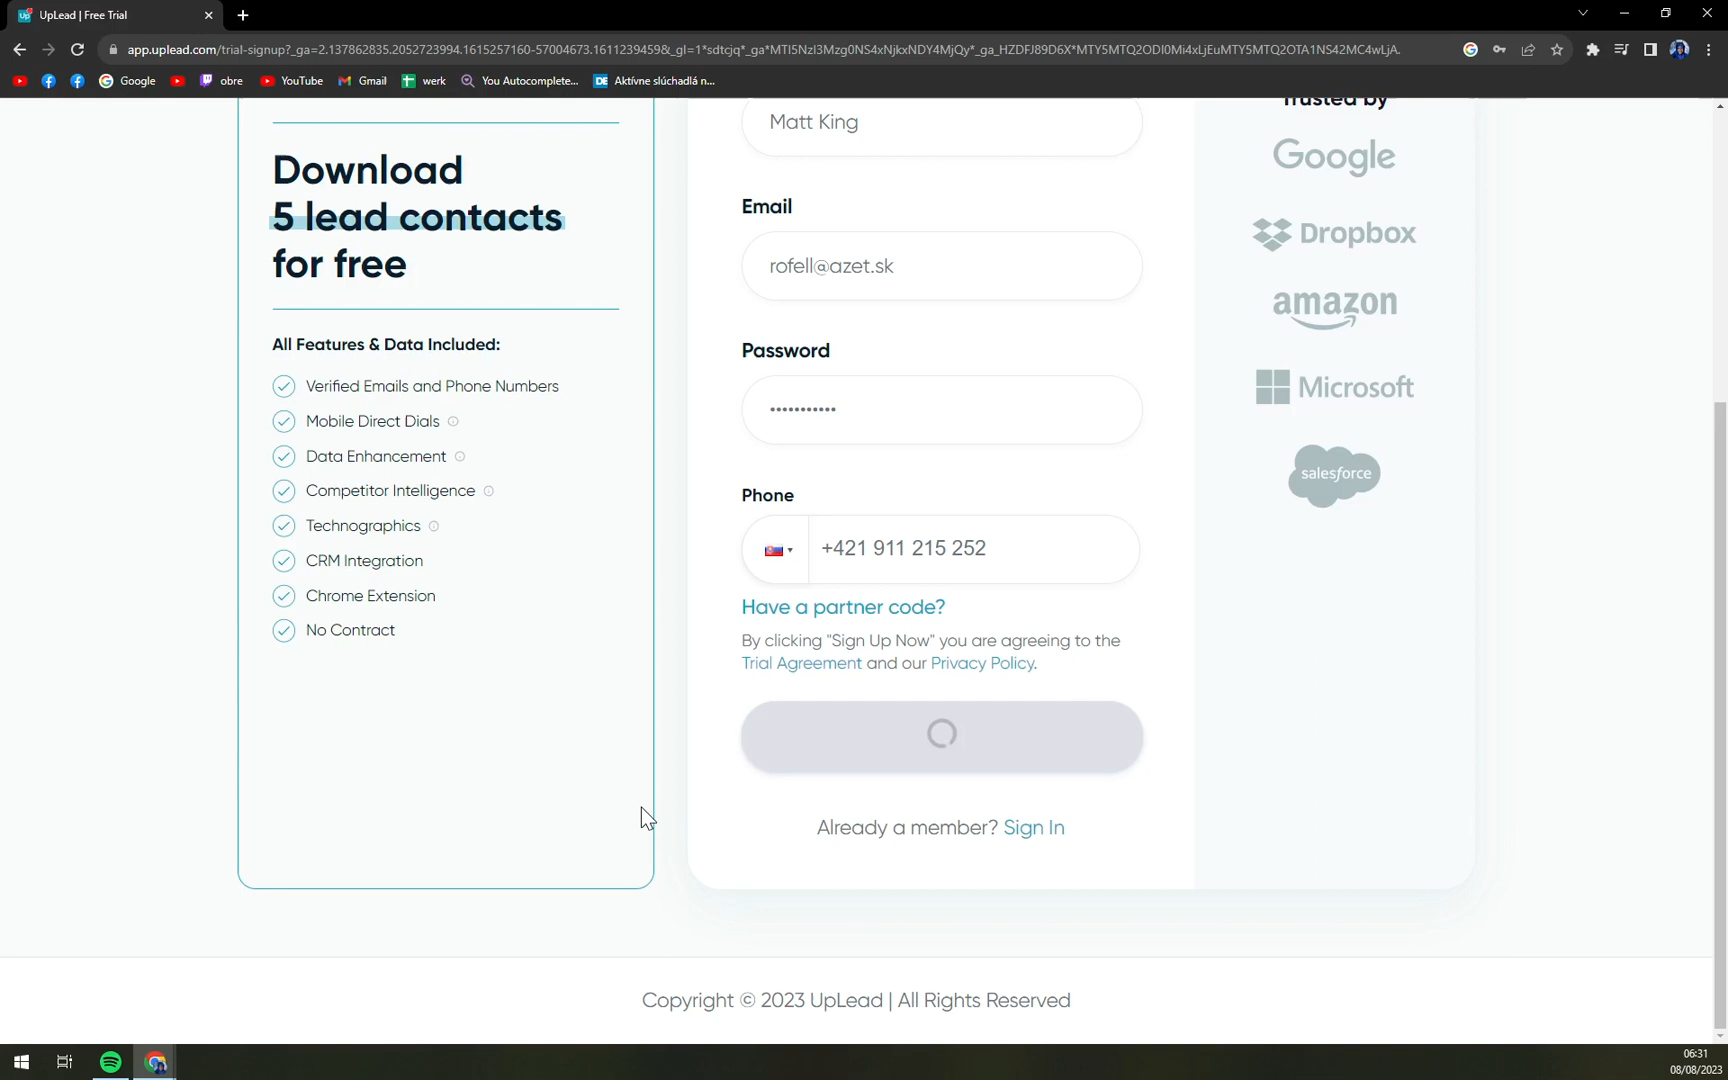 UpLead | Free Trial
app.uplead.com/trial-signup?_ga=2.137862835.2052723994.1615257160-57004673.1611239459&_gl=1*sdtcjq*_ga*MTI5NzI3Mzg0NS4xNjkxNDY4MjQy*_ga_HZDFJ89D6X*MTY5MTQ2ODI0Mi4xLjEuMTY5MTQ2OTA1NS42MC4wLjA.
Google
obre
YouTube
Gmail
werk
You Autocomplete...
DE
Aktívne slúchadlá n...
Download
5 lead contacts
for free
All Features & Data Included:
Verified Emails and Phone Numbers
Mobile Direct Dials
Data Enhancement
Competitor Intelligence
Technographics
CRM Integration
Chrome Extension
No Contract
Matt King
Email
rofell@azet.sk
Password
•••••••••••
Phone
+421 911 215 252
Have a partner code?
By clicking "Sign Up Now" you are agreeing to the
Trial Agreement and our Privacy Policy.
Already a member? Sign In
Trusted by
Google
Dropbox
amazon
Microsoft
salesforce
Copyright © 2023 UpLead | All Rights Reserved
06:31
08/08/2023